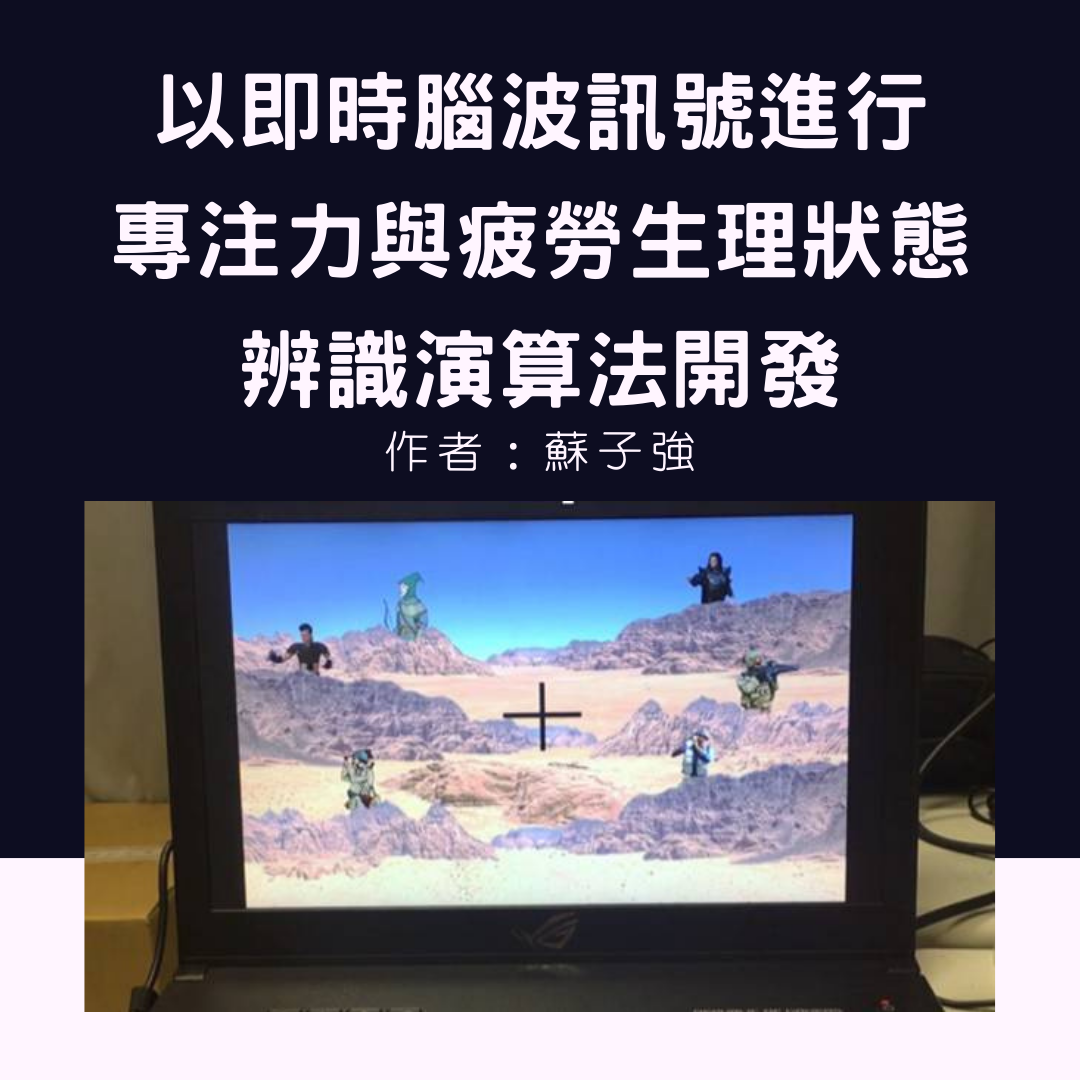 以即時腦波訊號進行
專注力與疲勞生理狀態
辨識演算法開發
作者：蘇子強